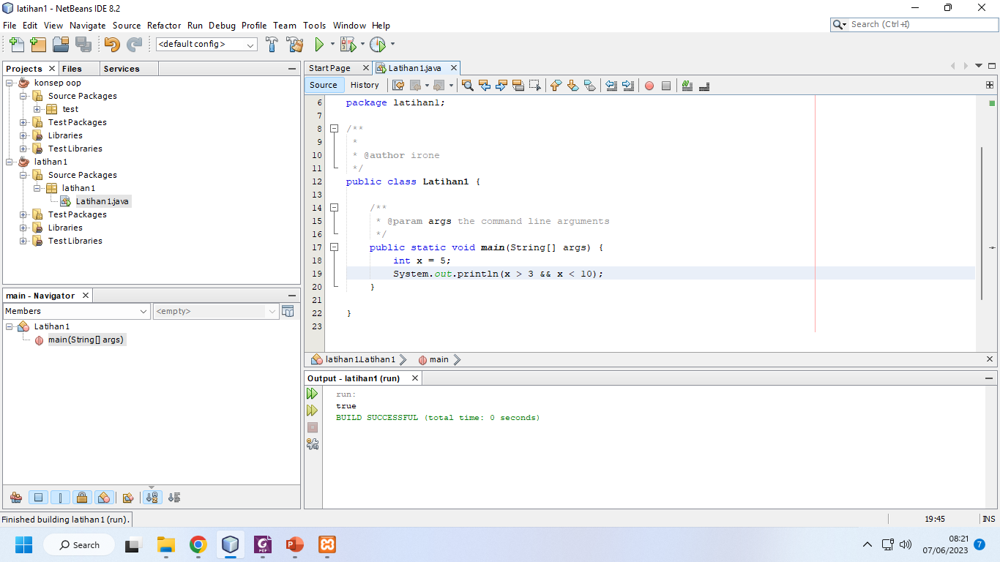 latihan1 - NetBeans IDE 8.2
File Edit View Navigate Source Refactor Run Debug Profile Team Tools Window Help
Search (Ctrl+I)
<default config>
Projects Files Services
konsep oop
Source Packages
test
Test Packages
Libraries
Test Libraries
latihan1
Source Packages
latihan1
Latihan1.java
Test Packages
Libraries
Test Libraries
main - Navigator
Members <empty>
Latihan1
main(String[] args)
Start Page Latihan1.java
Source History
6 package latihan1;
7
8 /**
9 *
10 * @author irone
11 */
12 public class Latihan1 {
13
14 /**
15 * @param args the command line arguments
16 */
17 public static void main(String[] args) {
18 int x = 5;
19 System.out.println(x > 3 && x < 10);
20 }
21
22 }
23
latihan1.Latihan1 main
Output - latihan1 (run)
run:
true
BUILD SUCCESSFUL (total time: 0 seconds)
Finished building latihan1 (run).
19:45 INS
Search
08:21
07/06/2023
7